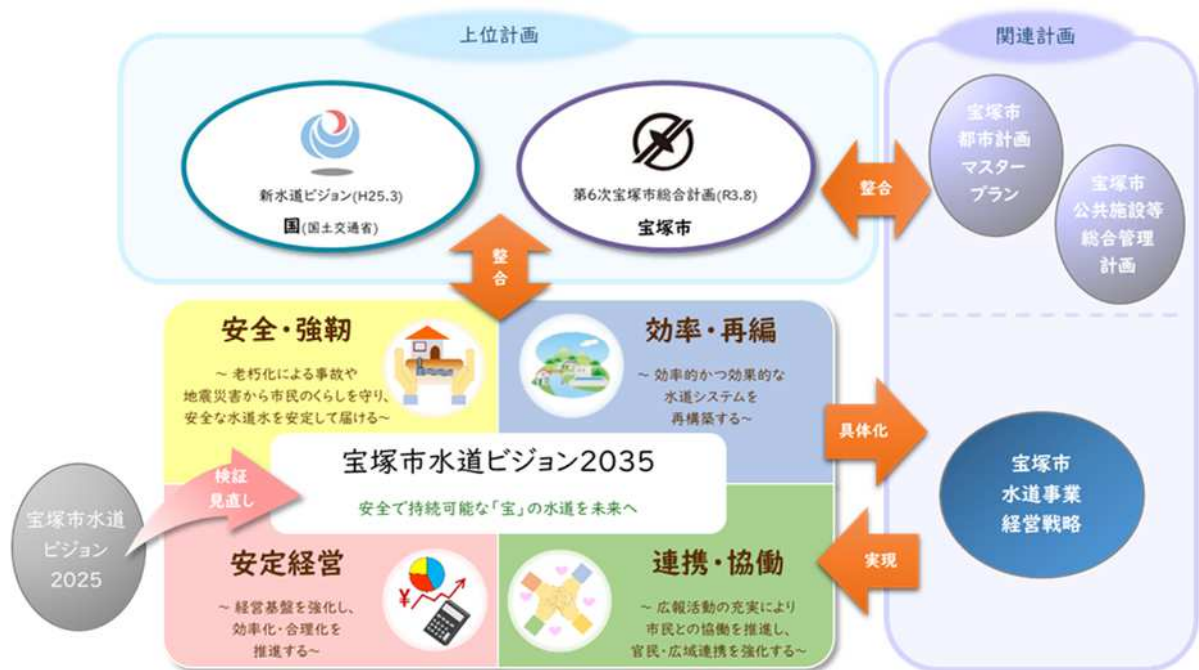 上位計画
新水道ビジョン(H25.3)
国(国土交通省)
第6次宝塚市総合計画(R3.8)
宝塚市
整合
整
合
関連計画
宝塚市
都市計画
マスター
プラン
宝塚市
公共施設等
総合管理
計画
安全・強靭
～ 老朽化による事故や
地震災害から市民のくらしを守り、
安全な水道水を安定して届ける～
効率・再編
～ 効率的かつ効果的な
水道システムを
再構築する～
宝塚市水道ビジョン2035
安全で持続可能な「宝」の水道を未来へ
検証
見直し
宝塚市水道
ビジョン
2025
安定経営
～ 経営基盤を強化し、
効率化・合理化を
推進する～
¥
連携・協働
～ 広報活動の充実により
市民との協働を推進し、
官民・広域連携を強化する～
具体化
実現
宝塚市
水道事業
経営戦略